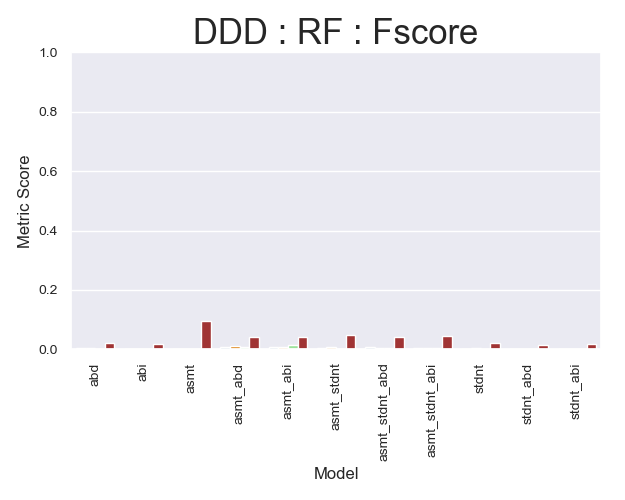 DDD : RF : Fscore
1.0
0.8
0.6
0.4
0.2
0.0
Metric Score
abd
abi
asmt
asmt_abd
asmt_abi
asmt_stdnt
asmt_stdnt_abd
asmt_stdnt_abi
stdnt
stdnt_abd
stdnt_abi
Model